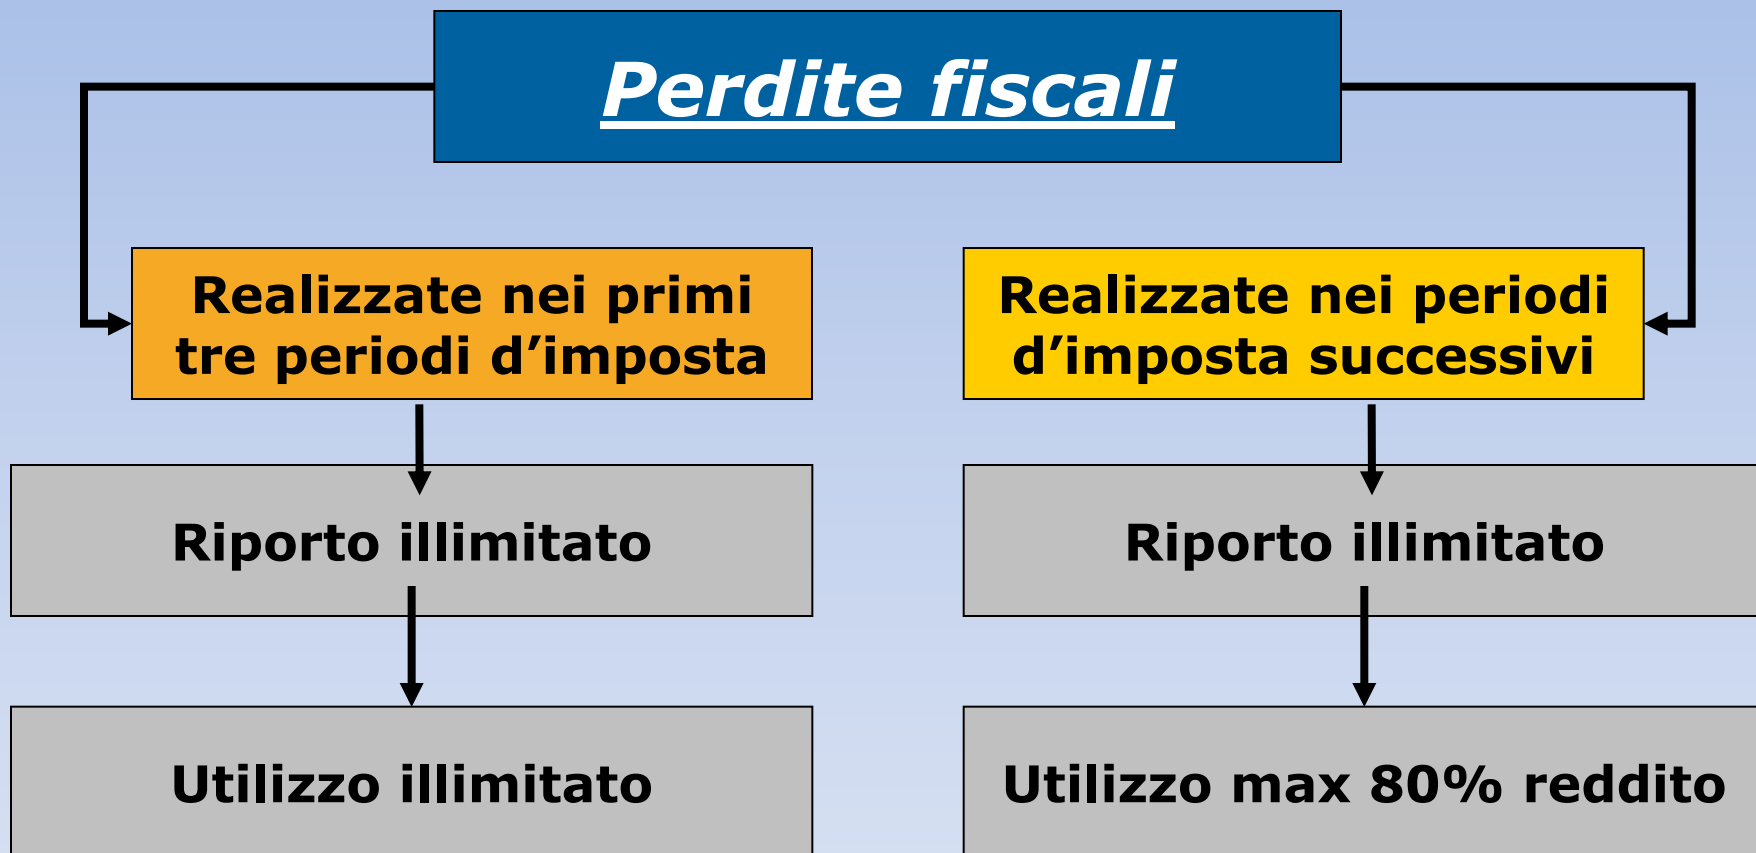 Perdite fiscali
Realizzate nei primi
tre periodi d’imposta
Realizzate nei periodi
d’imposta successivi
Riporto illimitato
Riporto illimitato
Utilizzo illimitato
Utilizzo max 80% reddito